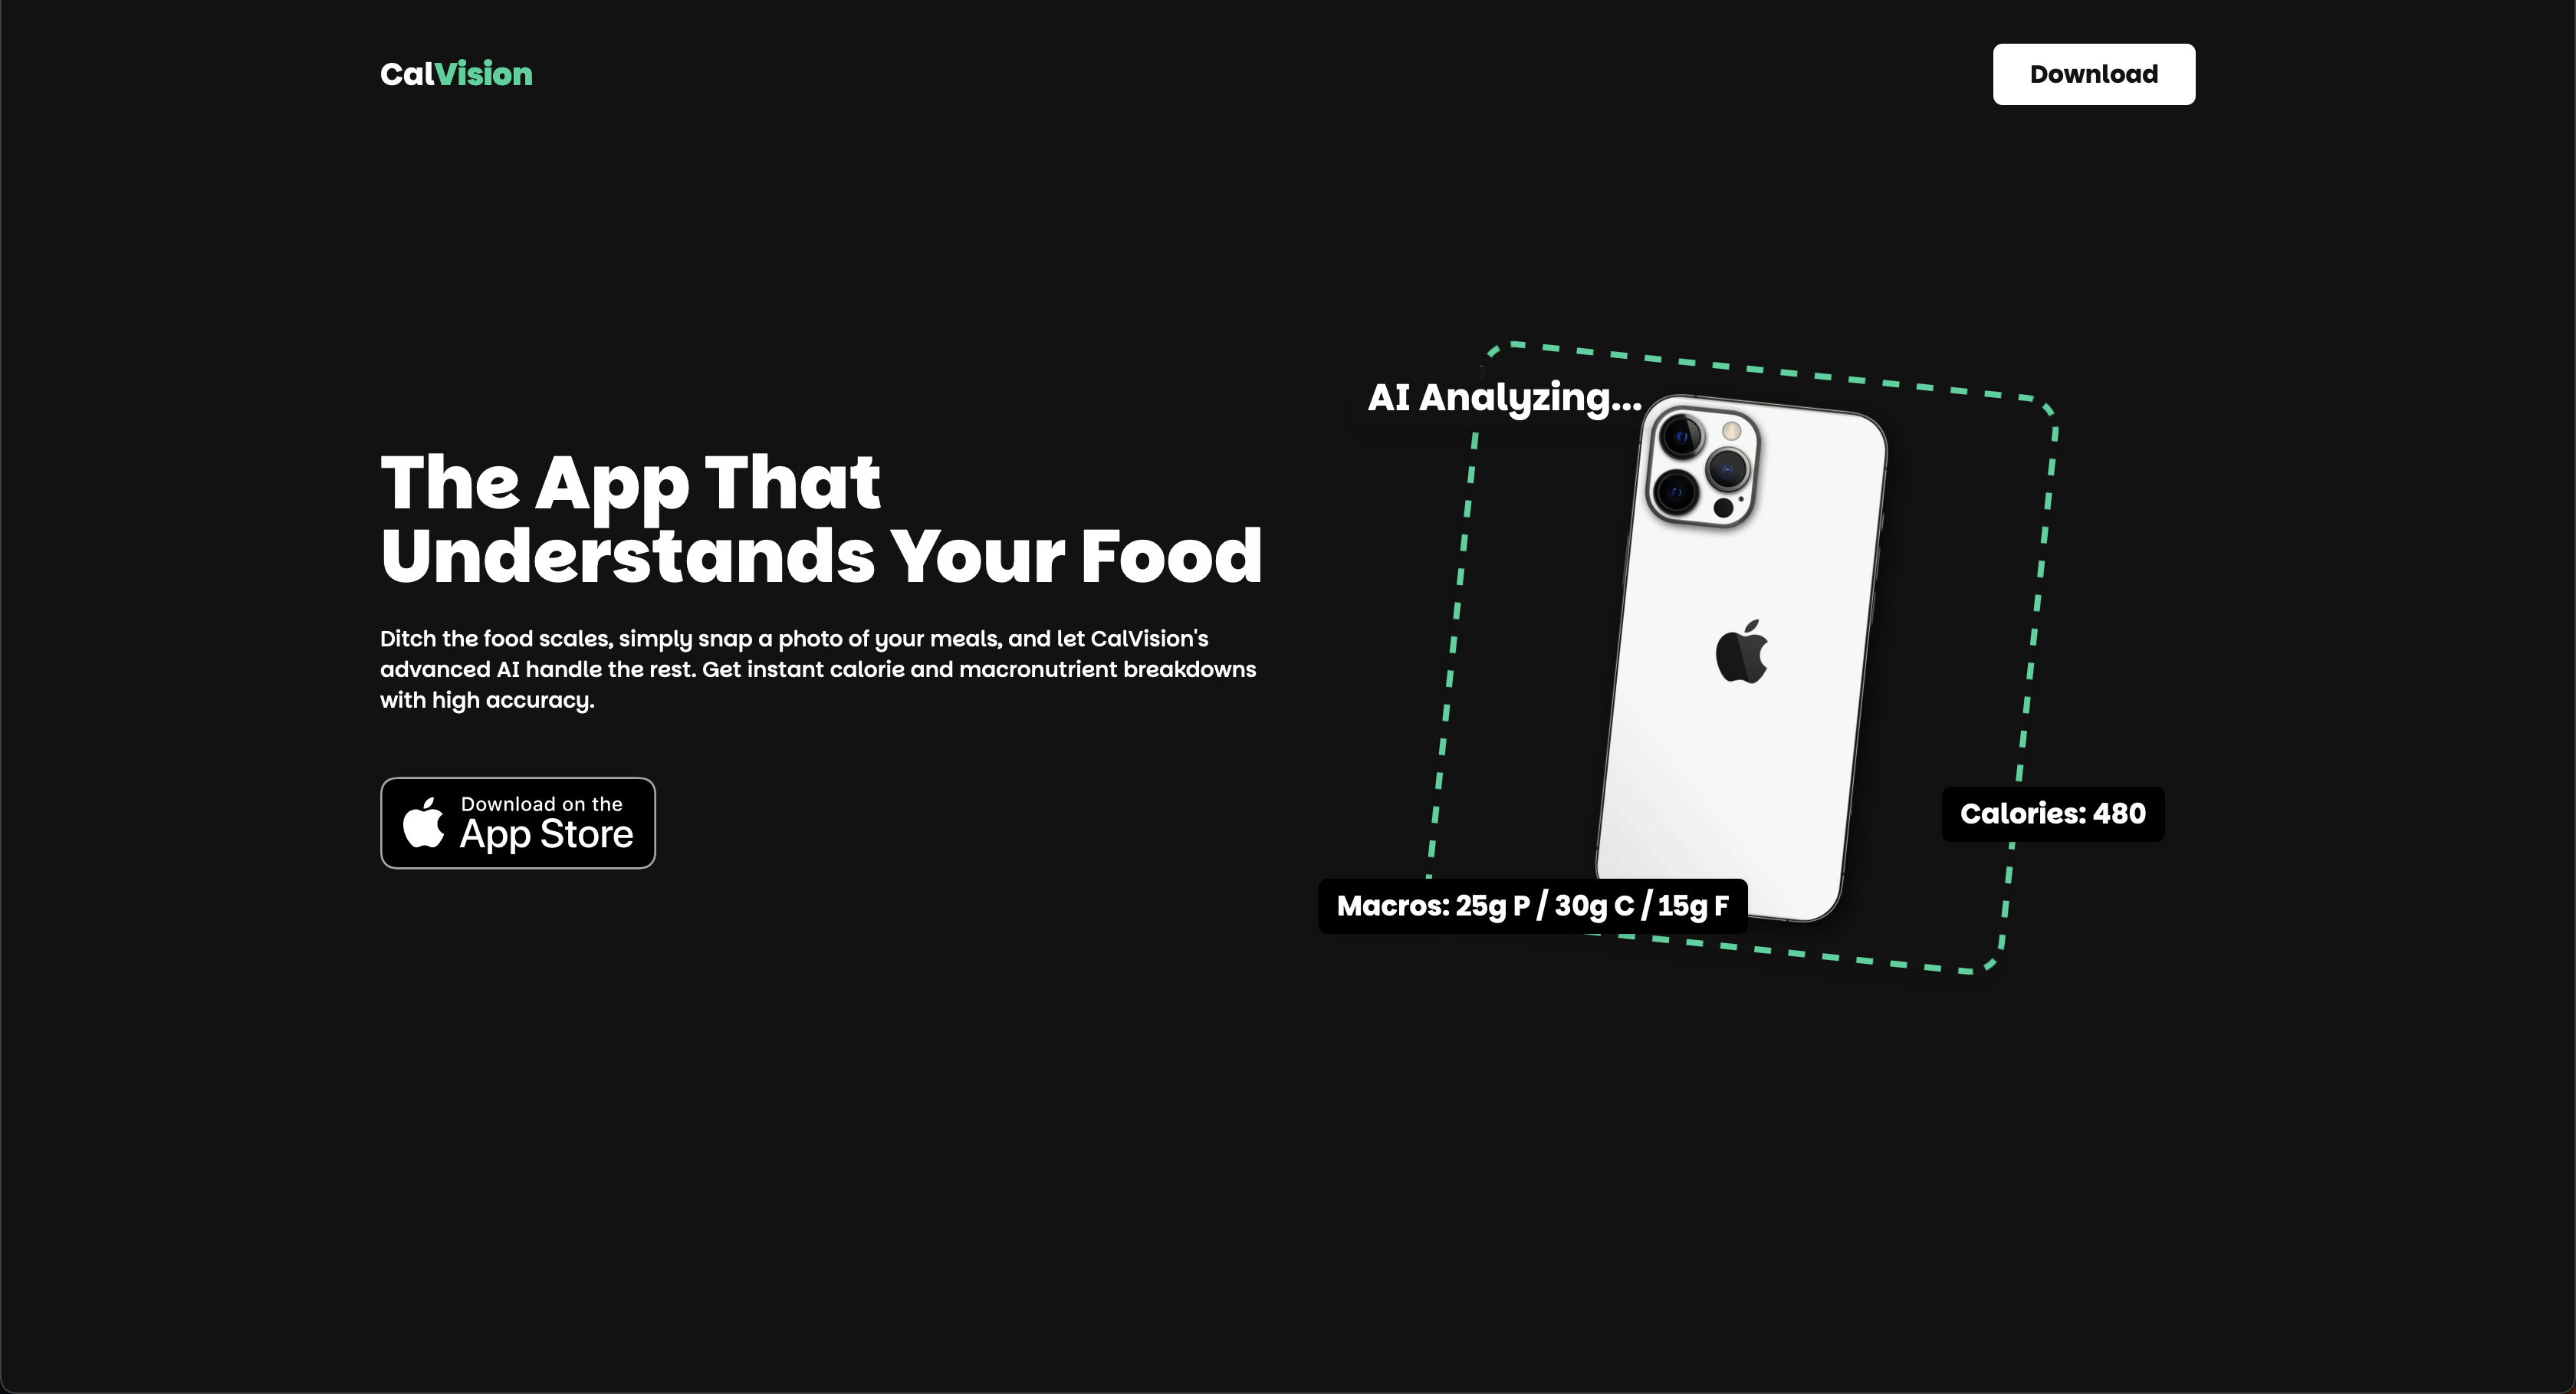 CalVision
Download
The App That
Understands Your Food
Ditch the food scales, simply snap a photo of your meals, and let CalVision's
advanced AI handle the rest. Get instant calorie and macronutrient breakdowns
with high accuracy.
Download on the
App Store
AI Analyzing...
Calories: 480
Macros: 25g P / 30g C / 15g F